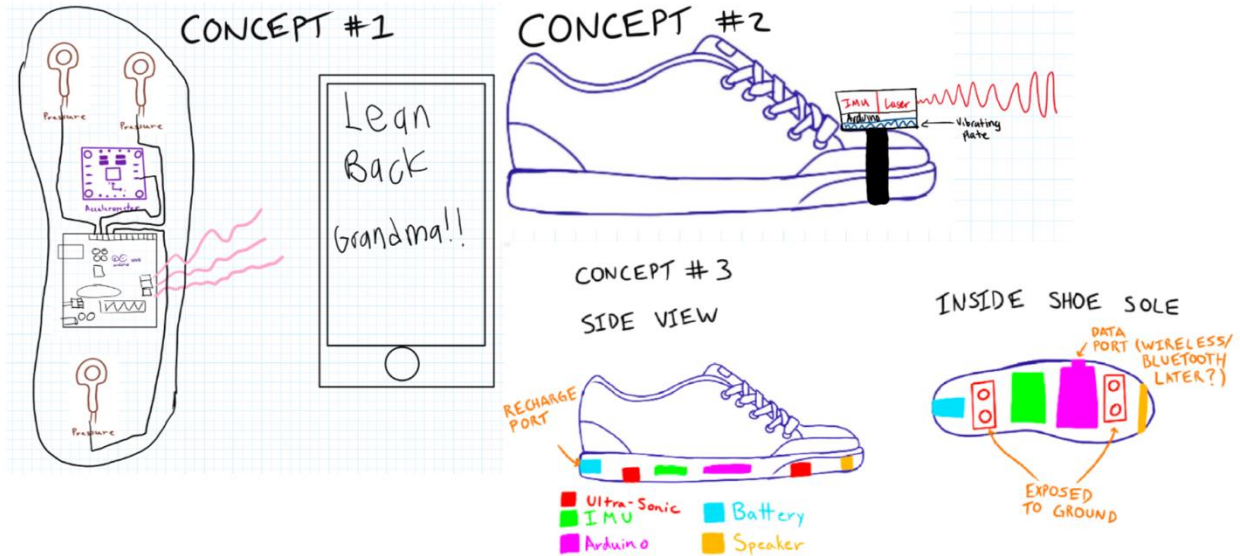 CONCEPT #1
Pressure
Pressure
Accelerometer
Pressure
Lean
Back
Grandma!!
CONCEPT #2
IMU Laser
Arduino
Vibrating
plate
CONCEPT #3
SIDE VIEW
RECHARGE
PORT
Ultra-Sonic
IMU
Arduino
Battery
Speaker
INSIDE SHOE SOLE
DATA
PORT (WIRELESS/
BLUETOOTH
LATER?)
EXPOSED
TO GROUND